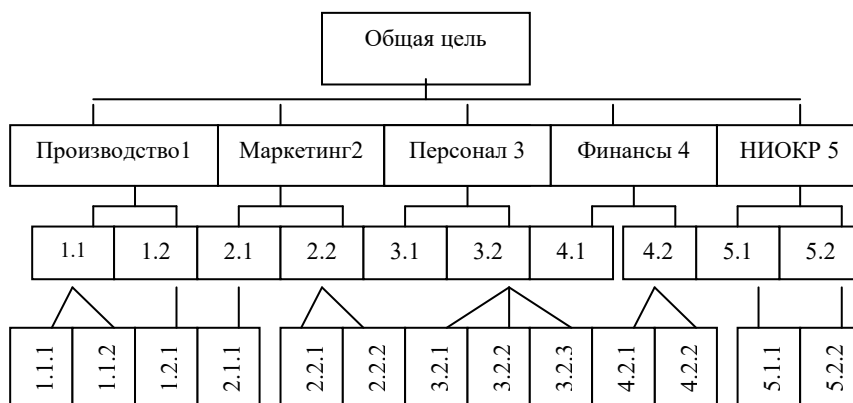 Общая цель
Производство1 Маркетинг2 Персонал 3 Финансы 4 НИОКР 5
1.1 1.2 2.1 2.2 3.1 3.2 4.1 4.2 5.1 5.2
1.1.1 1.1.2 1.2.1 2.1.1 2.2.1 2.2.2 3.2.1 3.2.2 3.2.3 4.2.1 4.2.2 5.1.1 5.2.2